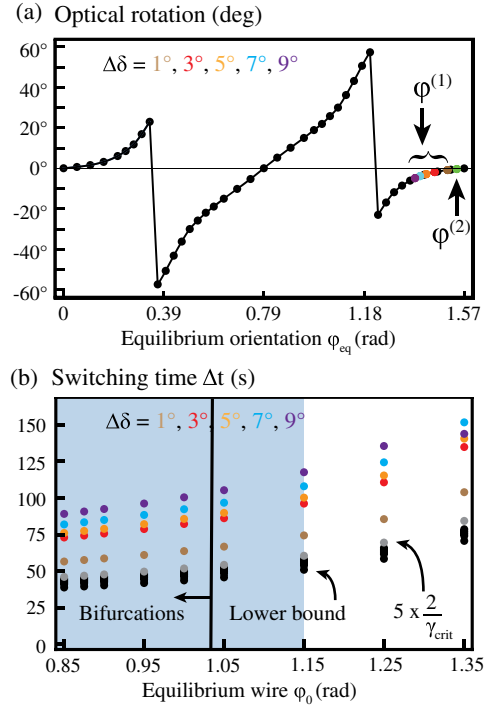 (a) Optical rotation (deg)
Δδ = 1°, 3°, 5°, 7°, 9°
60°
40°
20°
0°
-20°
-40°
-60°
φ(1)
φ(2)
0 0.39 0.79 1.18 1.57
Equilibrium orientation φeq (rad)
(b) Switching time Δt (s)
Δδ = 1°, 3°, 5°, 7°, 9°
150
125
100
75
50
25
0
Bifurcations
Lower bound
5 x 2/γcrit
0.85 0.95 1.05 1.15 1.25 1.35
Equilibrium wire φ0 (rad)